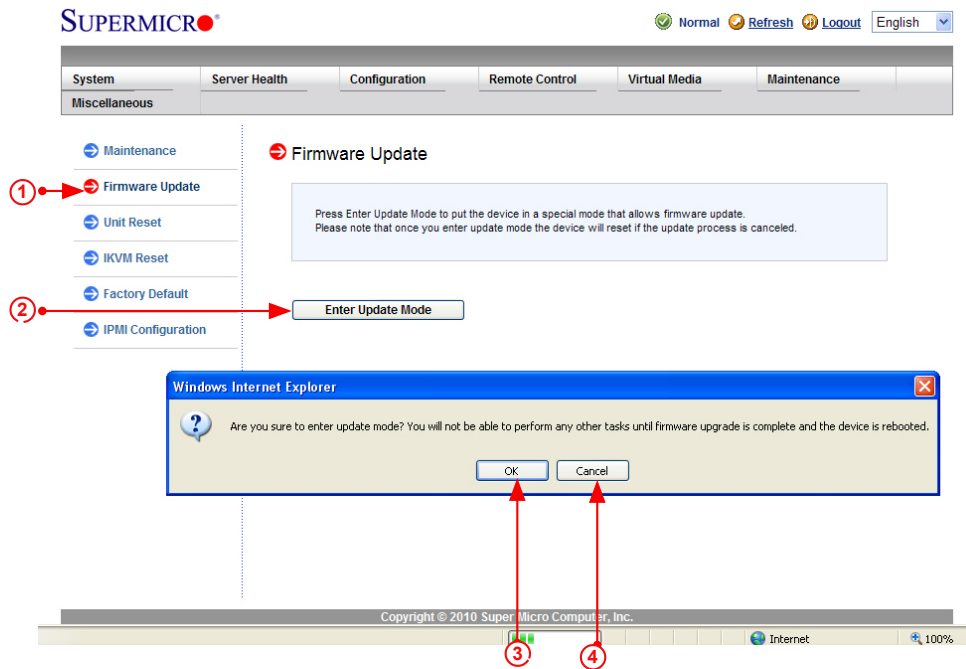 SUPERMICRO
Normal Refresh Logout English
System Server Health Configuration Remote Control Virtual Media Maintenance
Miscellaneous
Maintenance
Firmware Update
Unit Reset
IKVM Reset
Factory Default
IPMI Configuration
1
2
Firmware Update
Press Enter Update Mode to put the device in a special mode that allows firmware update.
Please note that once you enter update mode the device will reset if the update process is canceled.
Enter Update Mode
Windows Internet Explorer
Are you sure to enter update mode? You will not be able to perform any other tasks until firmware upgrade is complete and the device is rebooted.
OK Cancel
Copyright © 2010 Super Micro Computer, Inc.
Internet 100%
3 4